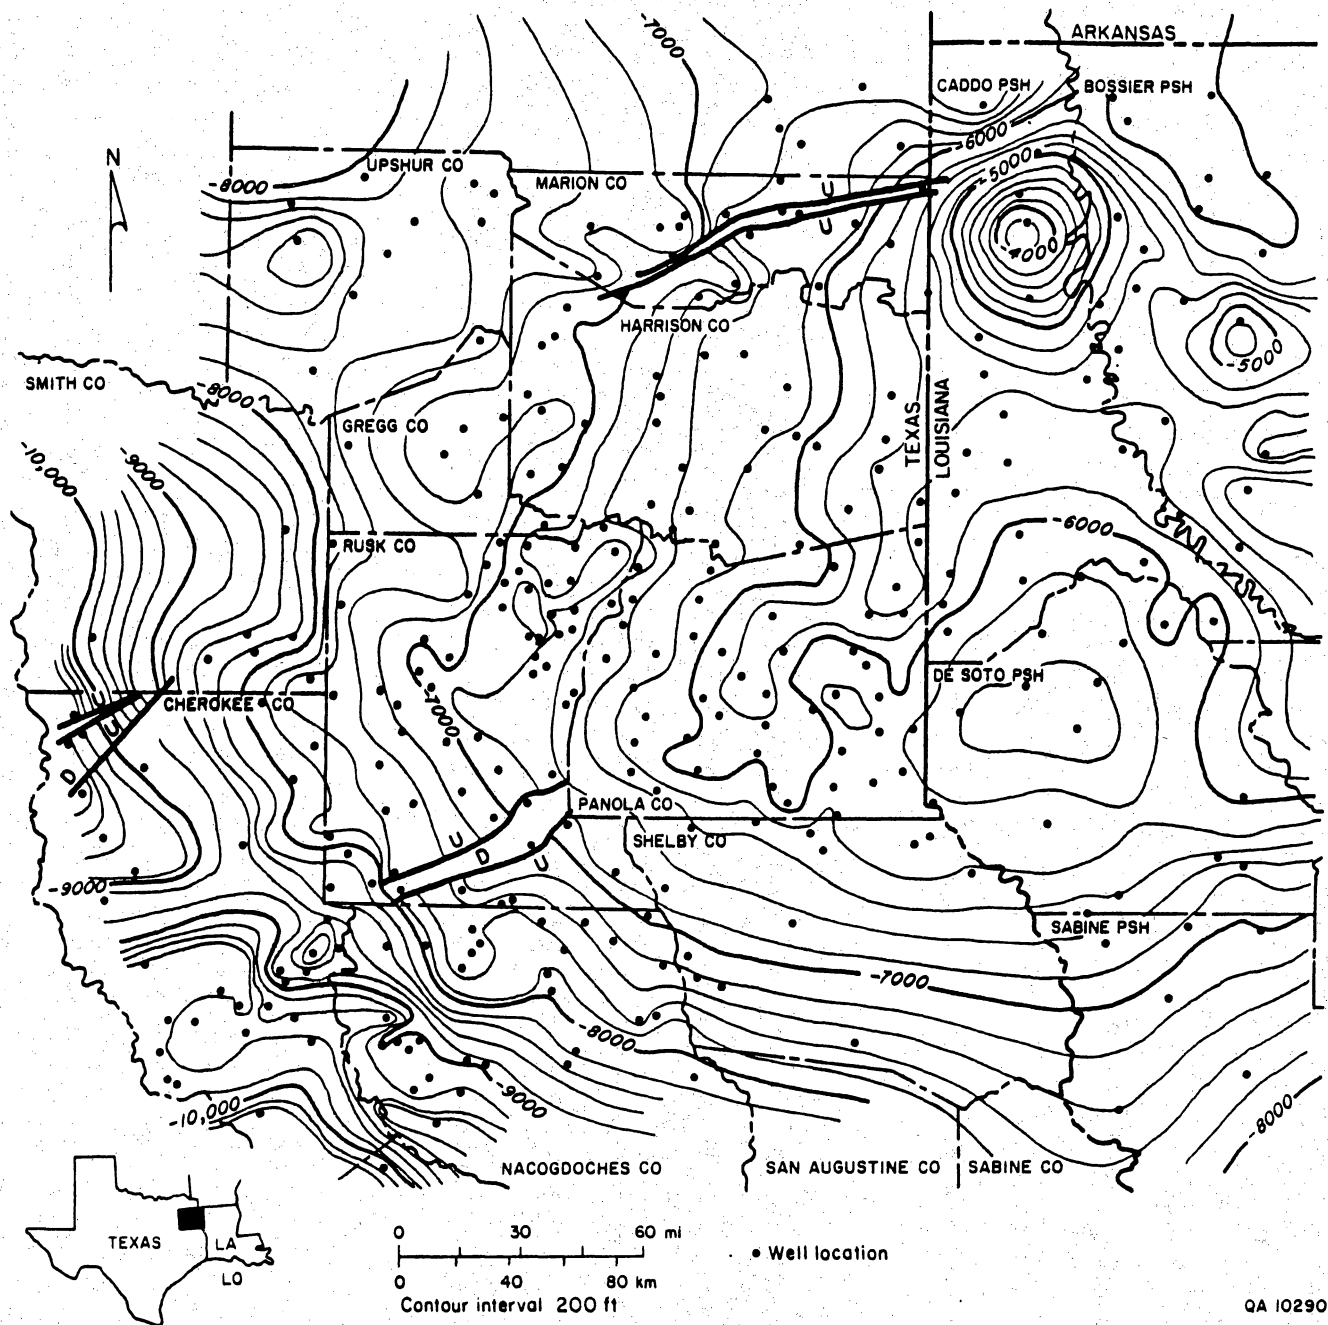 -7000
ARKANSAS
CADDO PSH
BOSSIER PSH
-6000
N
UPSHUR CO
-8000
MARION CO
-5000
U
U
-4000
HARRISON CO
-5000
SMITH CO
-8000
GREGG CO
TEXAS
LOUISIANA
-10,000
-9000
-6000
RUSK CO
DE SOTO PSH
CHEROKEE CO
-7000
U
U
D
PANOLA CO
U
D
U
SHELBY CO
-9000
SABINE PSH
-7000
-8000
-9000
-10,000
-8000
NACOGDOCHES CO
SAN AUGUSTINE CO
SABINE CO
TEXAS
LA
LO
0 30 60 mi
0 40 80 km
Contour interval 200 ft
Well location
QA 10290